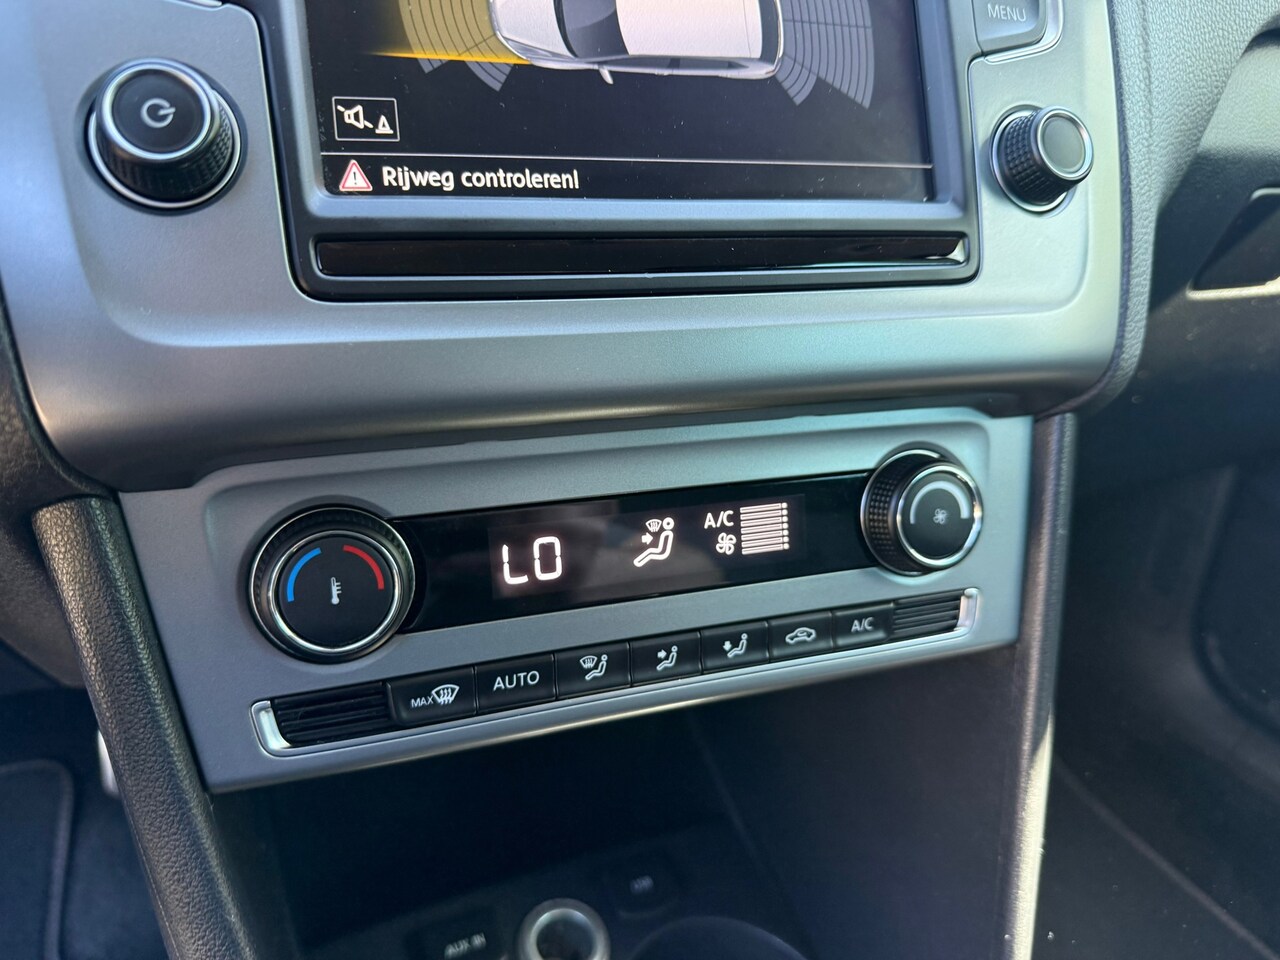 MENU
Rijweg controleren!
LO
A/C
MAX
AUTO
A/C
AUX IN